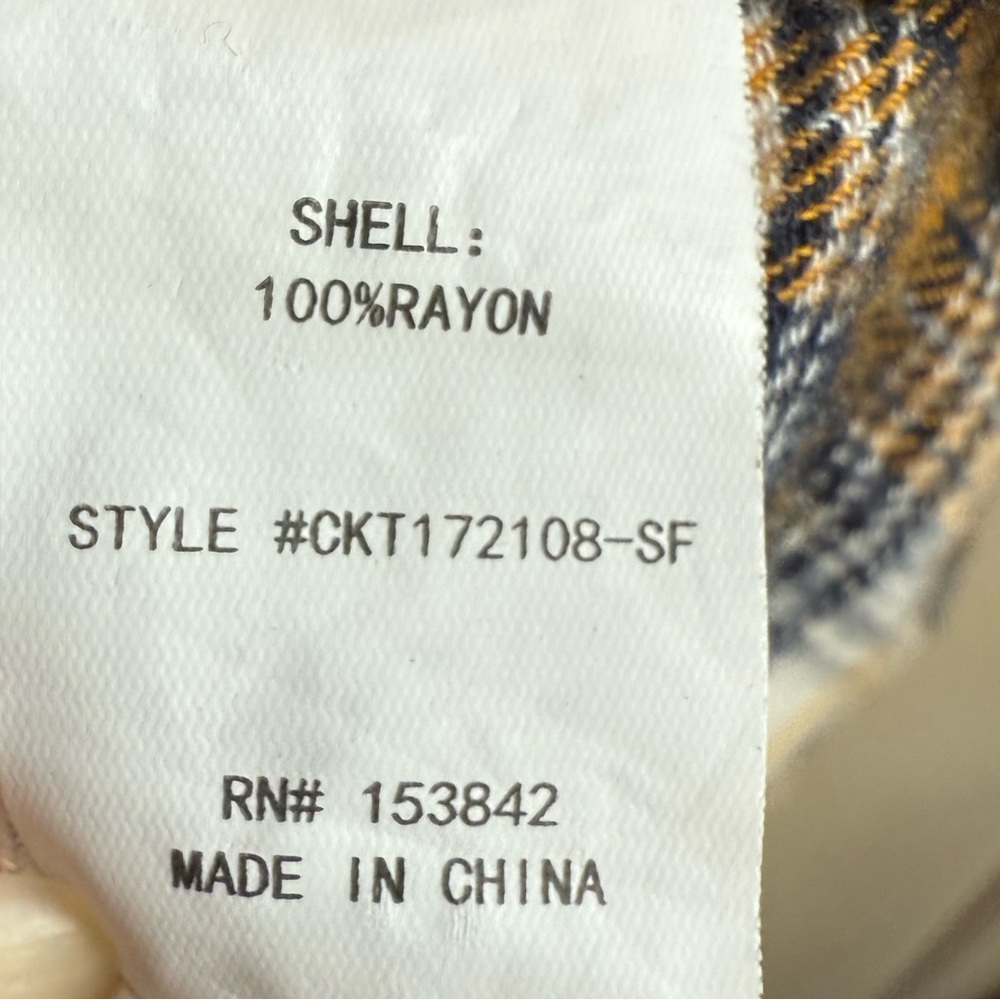 SHELL:
100%RAYON
STYLE #CKT172108-SF
RN# 153842
MADE IN CHINA